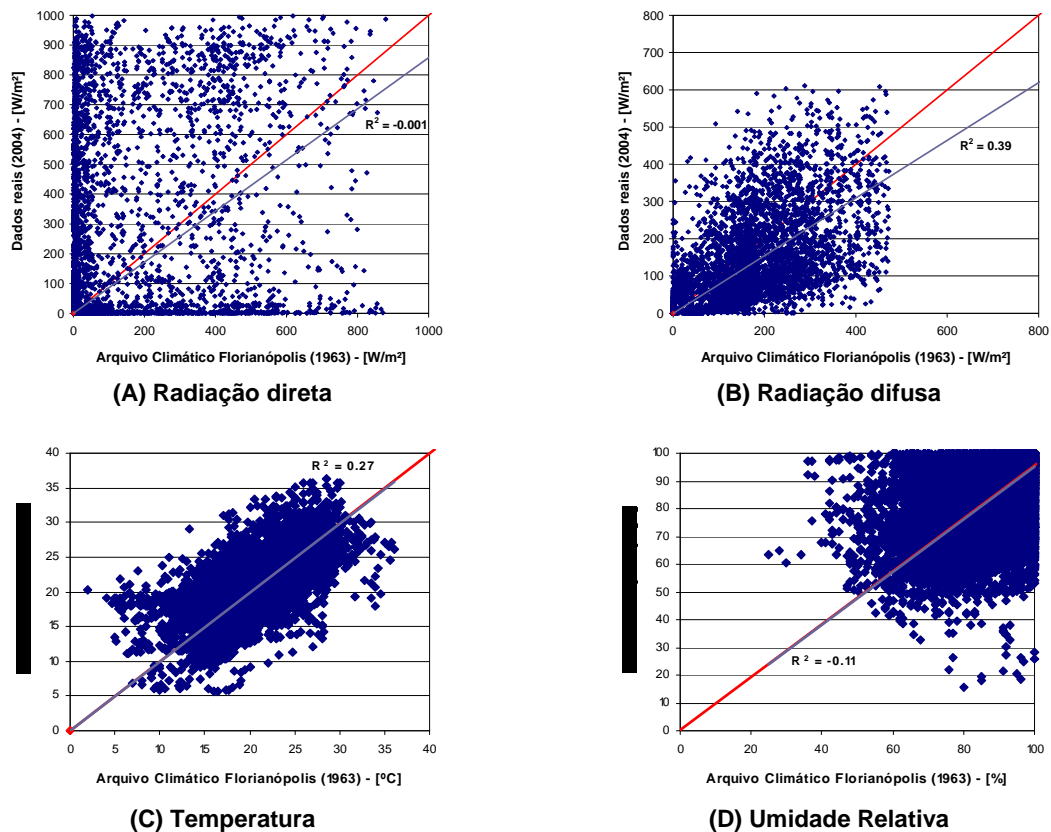 1000
900
800
700
600
500
400
300
200
100
0
0 200 400 600 800 1000
Dados reais (2004) - [W/m²]
R² = -0.001
Arquivo Climático Florianópolis (1963) - [W/m²]
(A) Radiação direta
800
700
600
500
400
300
200
100
0
0 200 400 600 800
Dados reais (2004) - [W/m²]
R² = 0.39
Arquivo Climático Florianópolis (1963) - [W/m²]
(B) Radiação difusa
40
35
30
25
20
15
10
5
0
0 5 10 15 20 25 30 35 40
R² = 0.27
Arquivo Climático Florianópolis (1963) - [ºC]
(C) Temperatura
100
90
80
70
60
50
40
30
20
10
0
0 20 40 60 80 100
R² = -0.11
Arquivo Climático Florianópolis (1963) - [%]
(D) Umidade Relativa